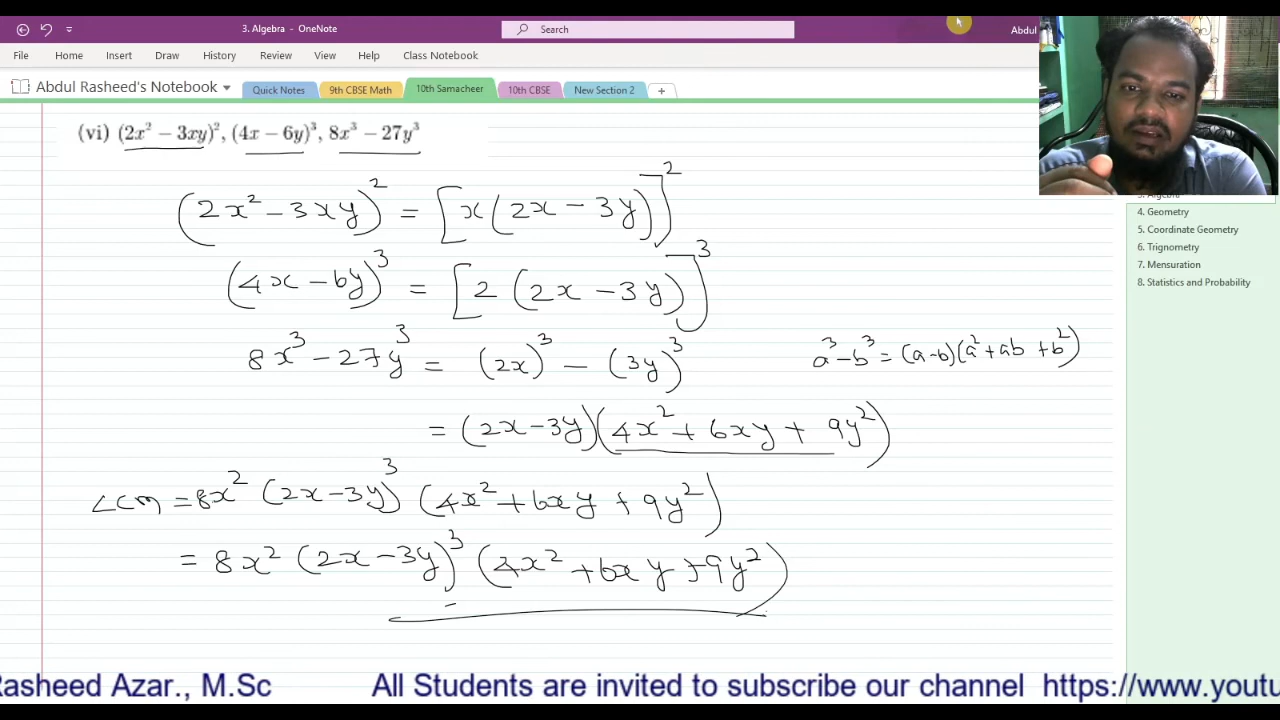 3. Algebra - OneNote
Search
Abdul
File Home Insert Draw History Review View Help Class Notebook
Abdul Rasheed's Notebook
Quick Notes 9th CBSE Math 10th Samacheer 10th CBSE New Section 2 +
(vi) (2x² − 3xy)², (4x − 6y)³, 8x³ − 27y³
(2x² − 3xy)² = [x(2x − 3y)]²
(4x − 6y)³ = [2(2x − 3y)]³
8x³ − 27y³ = (2x)³ − (3y)³
a³ − b³ = (a−b)(a² + ab + b²)
= (2x − 3y)(4x² + 6xy + 9y²)
LCM = 8x² (2x − 3y)³ (4x² + 6xy + 9y²)
= 8x² (2x − 3y)³ (4x² + 6xy + 9y²)
3. Algebra
4. Geometry
5. Coordinate Geometry
6. Trignometry
7. Mensuration
8. Statistics and Probability
Rasheed Azar., M.Sc All Students are invited to subscribe our channel https://www.youtu